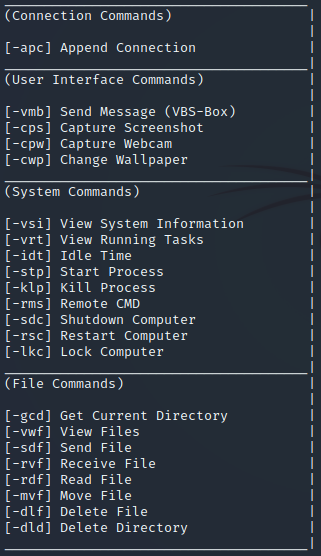 (Connection Commands)
[-apc] Append Connection
(User Interface Commands)
[-vmb] Send Message (VBS-Box)
[-cps] Capture Screenshot
[-cpw] Capture Webcam
[-cwp] Change Wallpaper
(System Commands)
[-vsi] View System Information
[-vrt] View Running Tasks
[-idt] Idle Time
[-stp] Start Process
[-klp] Kill Process
[-rms] Remote CMD
[-sdc] Shutdown Computer
[-rsc] Restart Computer
[-lkc] Lock Computer
(File Commands)
[-gcd] Get Current Directory
[-vwf] View Files
[-sdf] Send File
[-rvf] Receive File
[-rdf] Read File
[-mvf] Move File
[-dlf] Delete File
[-dld] Delete Directory